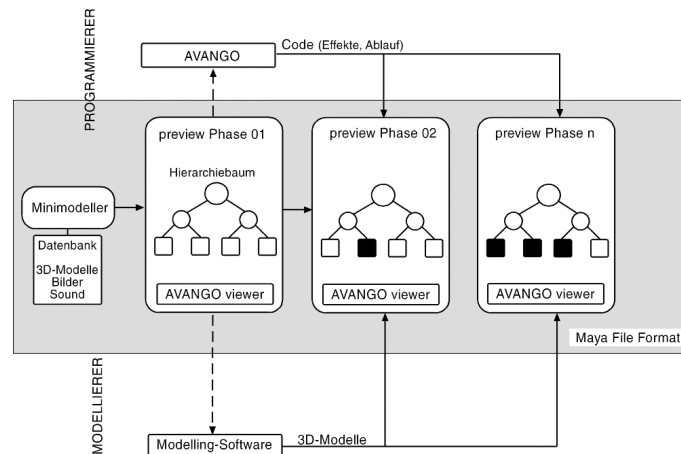 PROGRAMMIERER
AVANGO
Code (Effekte, Ablauf)
preview Phase 01
preview Phase 02
preview Phase n
Hierarchiebaum
Minimodeller
Datenbank
3D-Modelle
Bilder
Sound
AVANGO viewer
AVANGO viewer
AVANGO viewer
Maya File Format
MODELLIERER
Modelling-Software
3D-Modelle